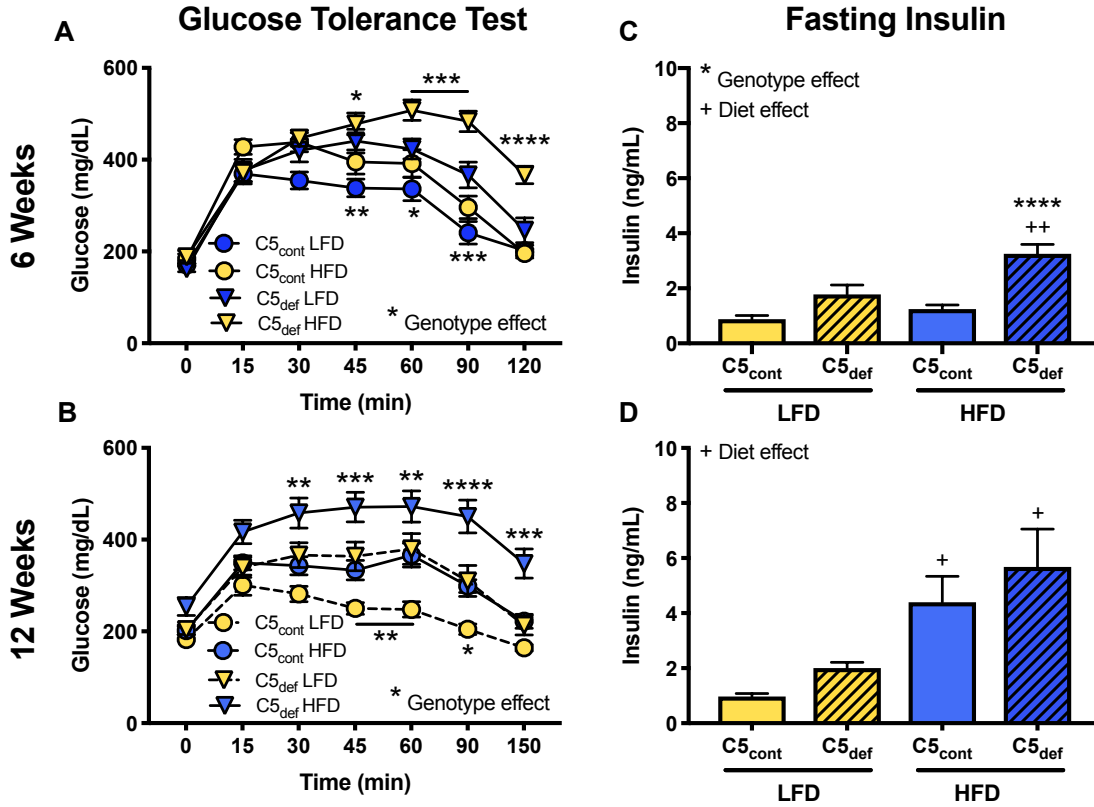 Glucose Tolerance Test
Fasting Insulin
6 Weeks
12 Weeks
A
Glucose (mg/dL)
600
400
200
0
*
***
****
**
*
***
C5cont LFD
C5cont HFD
C5def LFD
C5def HFD
* Genotype effect
0 15 30 45 60 90 120
Time (min)
C
Insulin (ng/mL)
10
8
6
4
2
0
* Genotype effect
+ Diet effect
****
++
C5cont C5def C5cont C5def
LFD HFD
B
Glucose (mg/dL)
600
400
200
0
** *** ** **** ***
**
*
C5cont LFD
C5cont HFD
C5def LFD
C5def HFD
* Genotype effect
0 15 30 45 60 90 150
Time (min)
D
Insulin (ng/mL)
10
8
6
4
2
0
+ Diet effect
+
+
C5cont C5def C5cont C5def
LFD HFD